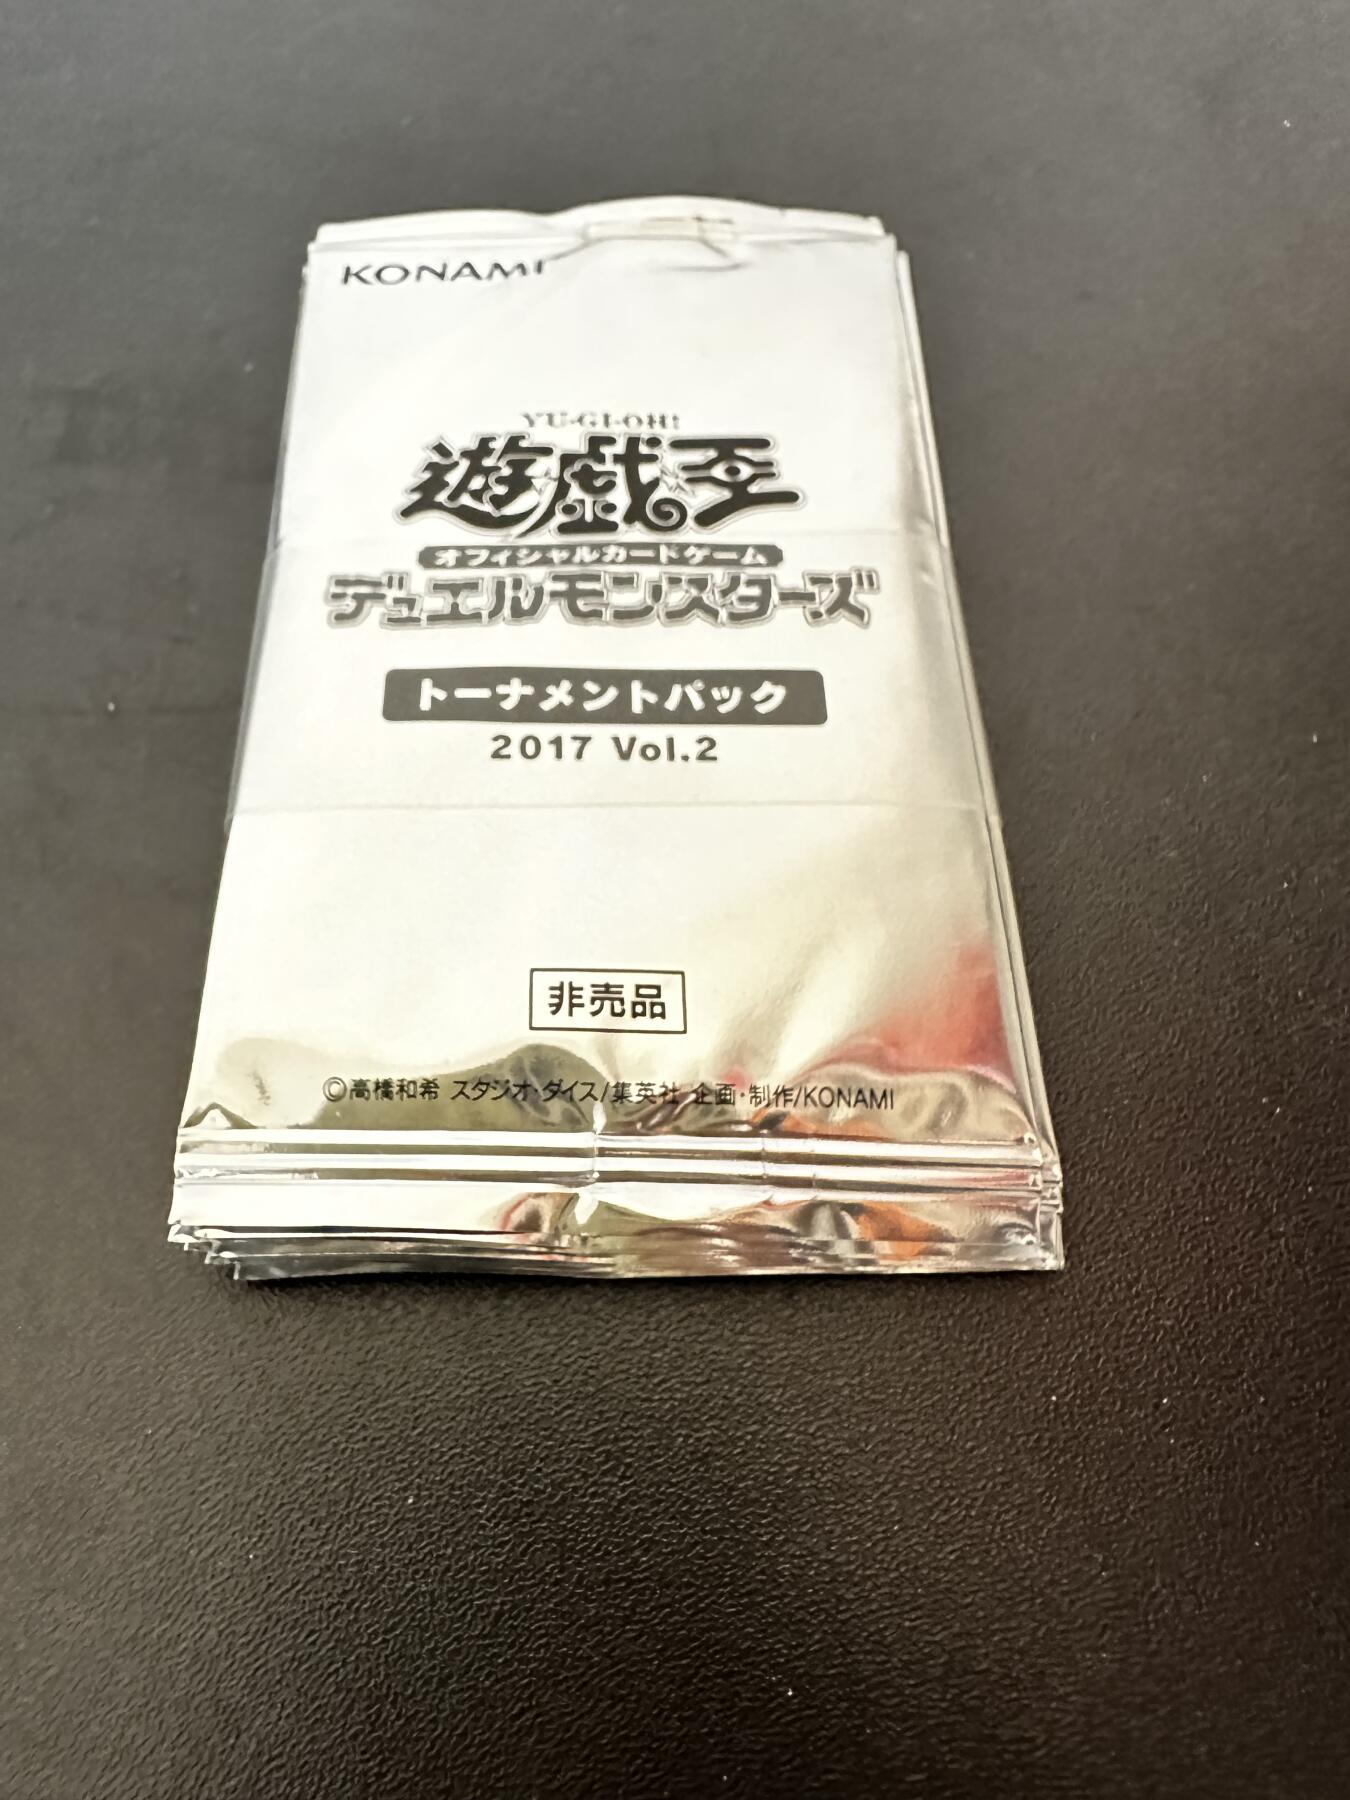 KONAMI
YU-GI-OH!
遊戯王
オフィシャルカードゲーム
デュエルモンスターズ
トーナメントパック
2017 Vol.2
非売品
©高橋和希 スタジオ・ダイス/集英社 企画・制作/KONAMI